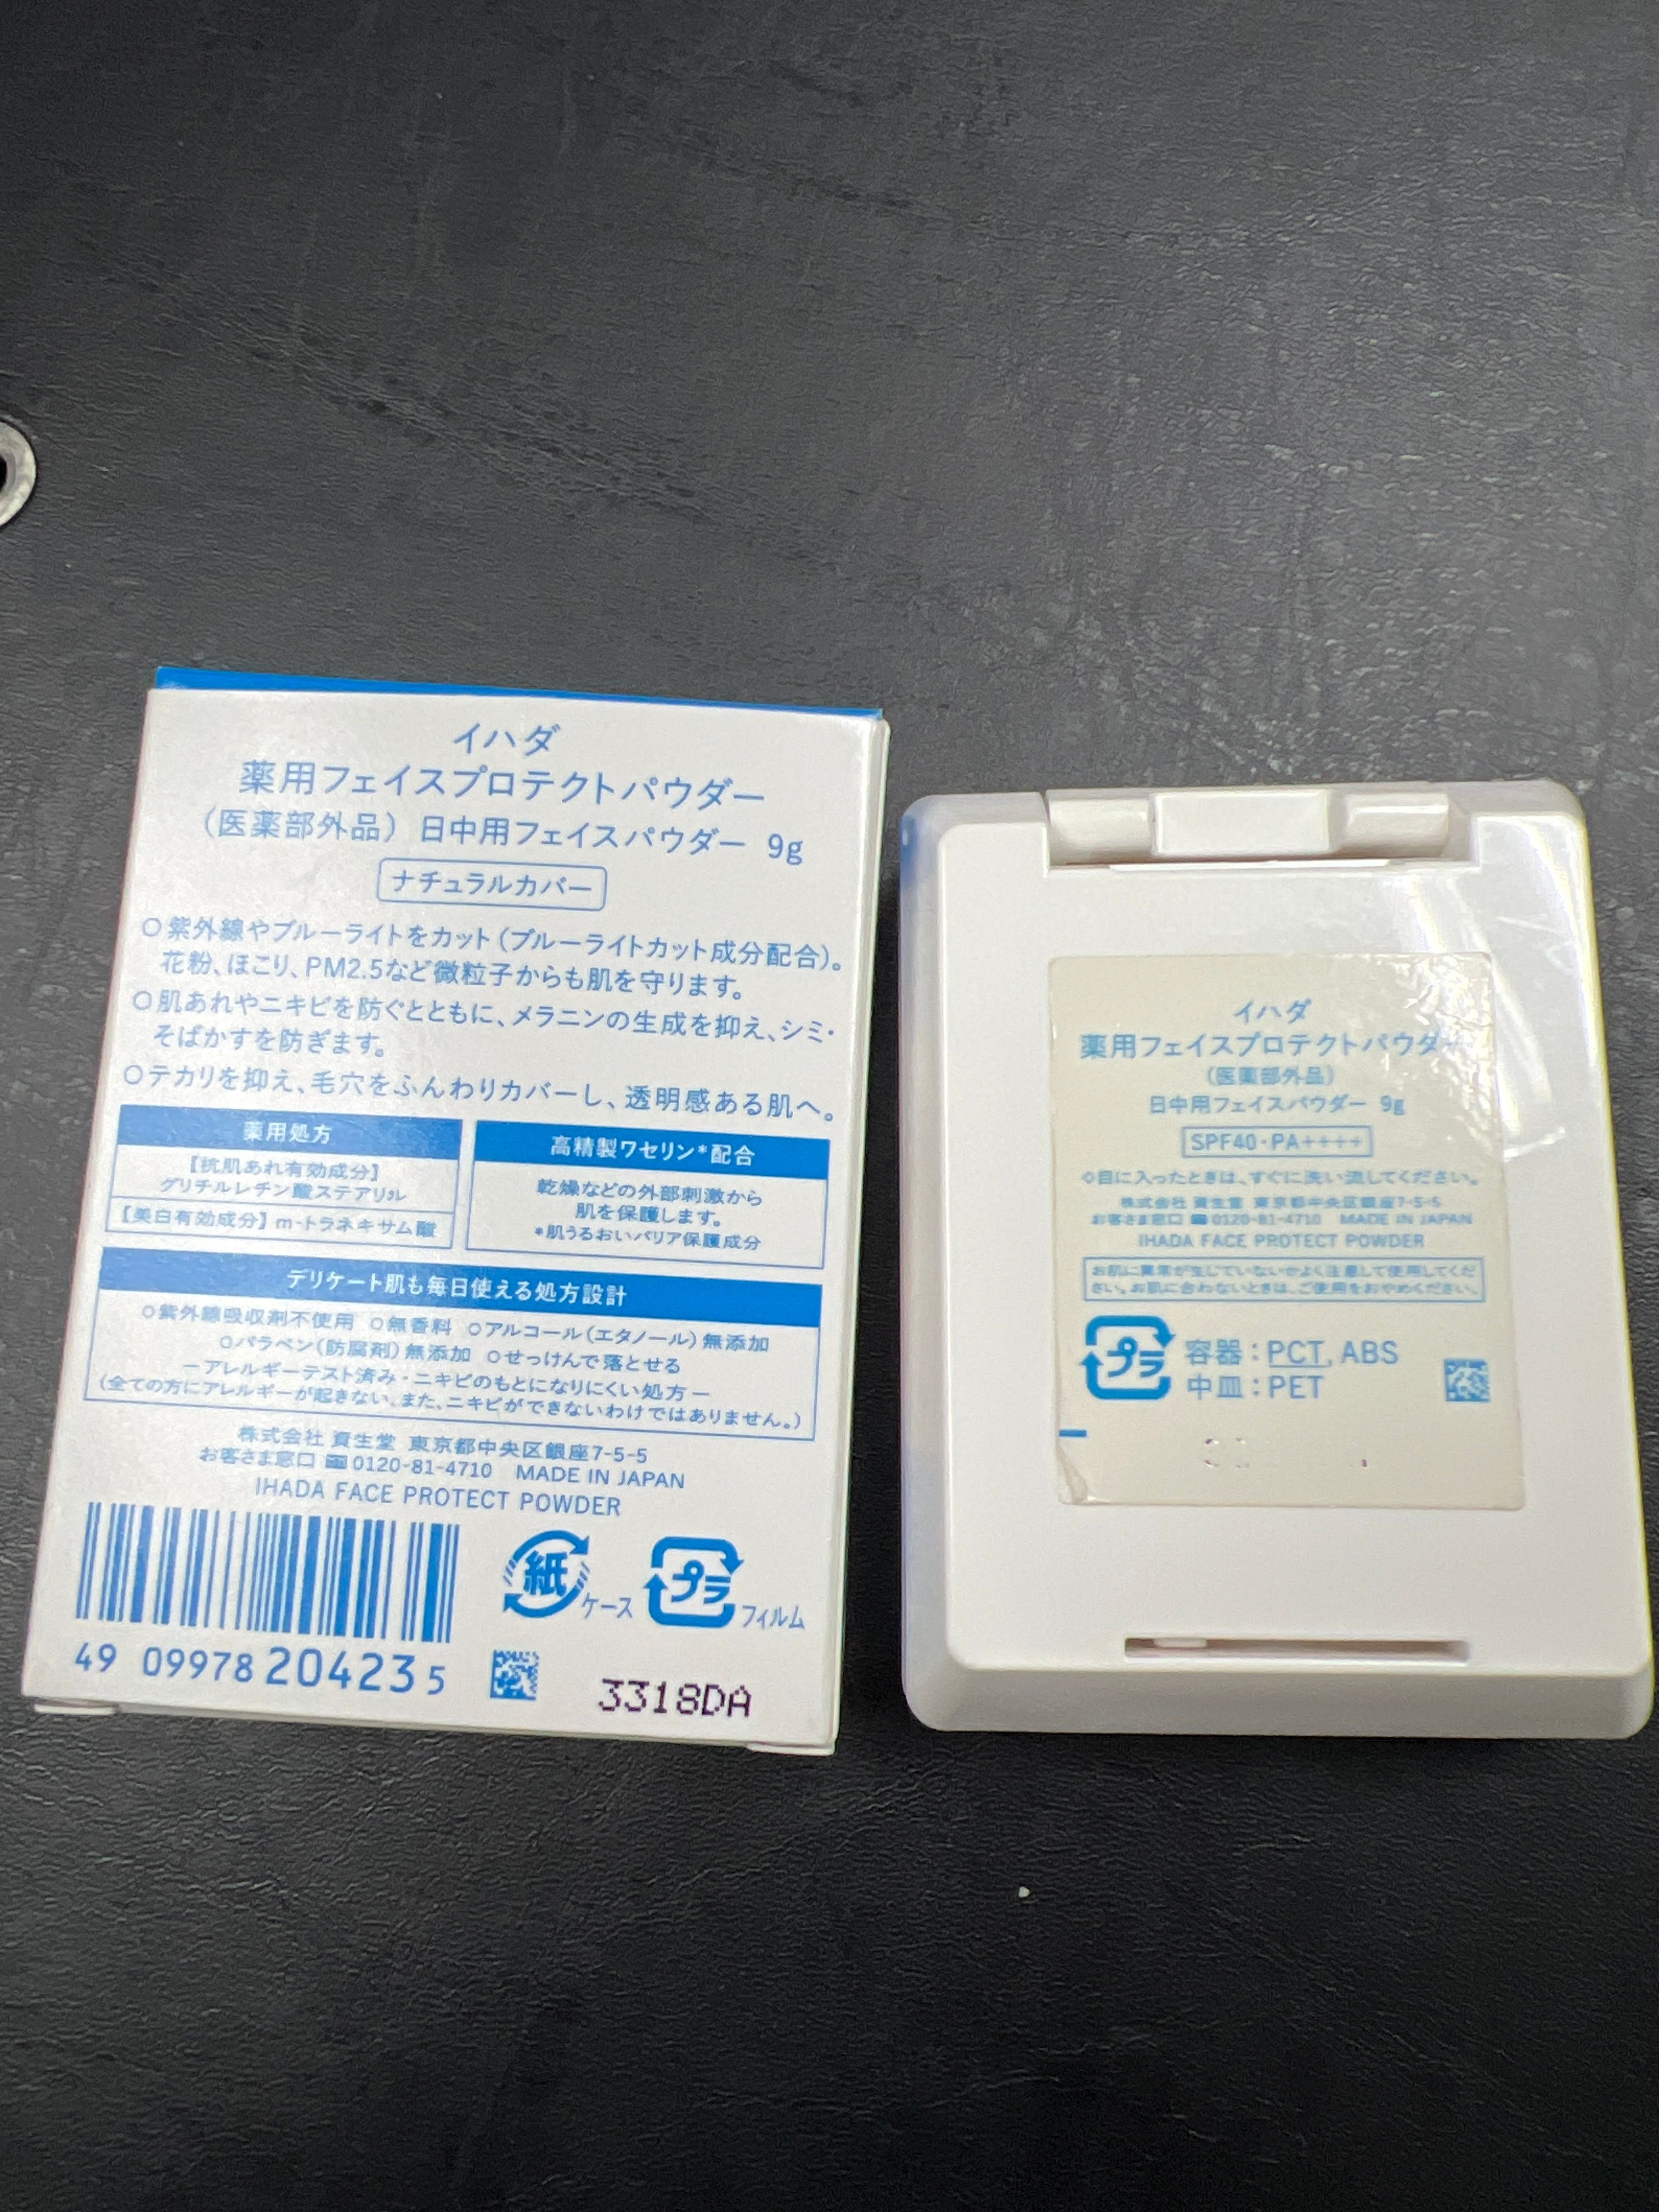 イハダ
薬用フェイスプロテクトパウダー
(医薬部外品) 日中用フェイスパウダー 9g
ナチュラルカバー
○紫外線やブルーライトをカット(ブルーライトカット成分配合)。
花粉、ほこり、PM2.5など微粒子からも肌を守ります。
○肌あれやニキビを防ぐとともに、メラニンの生成を抑え、シミ・
そばかすを防ぎます。
○テカリを抑え、毛穴をふんわりカバーし、透明感ある肌へ。
薬用処方
【抗肌あれ有効成分】
グリチルレチン酸ステアリル
【美白有効成分】m-トラネキサム酸
高精製ワセリン*配合
乾燥などの外部刺激から
肌を保護します。
*肌うるおいバリア保護成分
デリケート肌も毎日使える処方設計
○紫外線吸収剤不使用 ○無香料 ○アルコール(エタノール)無添加
○パラベン(防腐剤)無添加 ○せっけんで落とせる
ーアレルギーテスト済み・ニキビのもとになりにくい処方ー
(全ての方にアレルギーが起きない、また、ニキビができないわけではありません。)
株式会社 資生堂 東京都中央区銀座7-5-5
お客さま窓口 0120-81-4710 MADE IN JAPAN
IHADA FACE PROTECT POWDER
紙 ケース
プラ フィルム
49 09978 204235
3318DA
イハダ
薬用フェイスプロテクトパウダー
(医薬部外品)
日中用フェイスパウダー 9g
SPF40・PA++++
◇目に入ったときは、すぐに洗い流してください。
株式会社 資生堂 東京都中央区銀座7-5-5
お客さま窓口 0120-81-4710 MADE IN JAPAN
IHADA FACE PROTECT POWDER
お肌に異常が生じていないかよく注意して使用してくだ
さい。お肌に合わないときは、ご使用をおやめください。
プラ
容器:PCT, ABS
中皿:PET